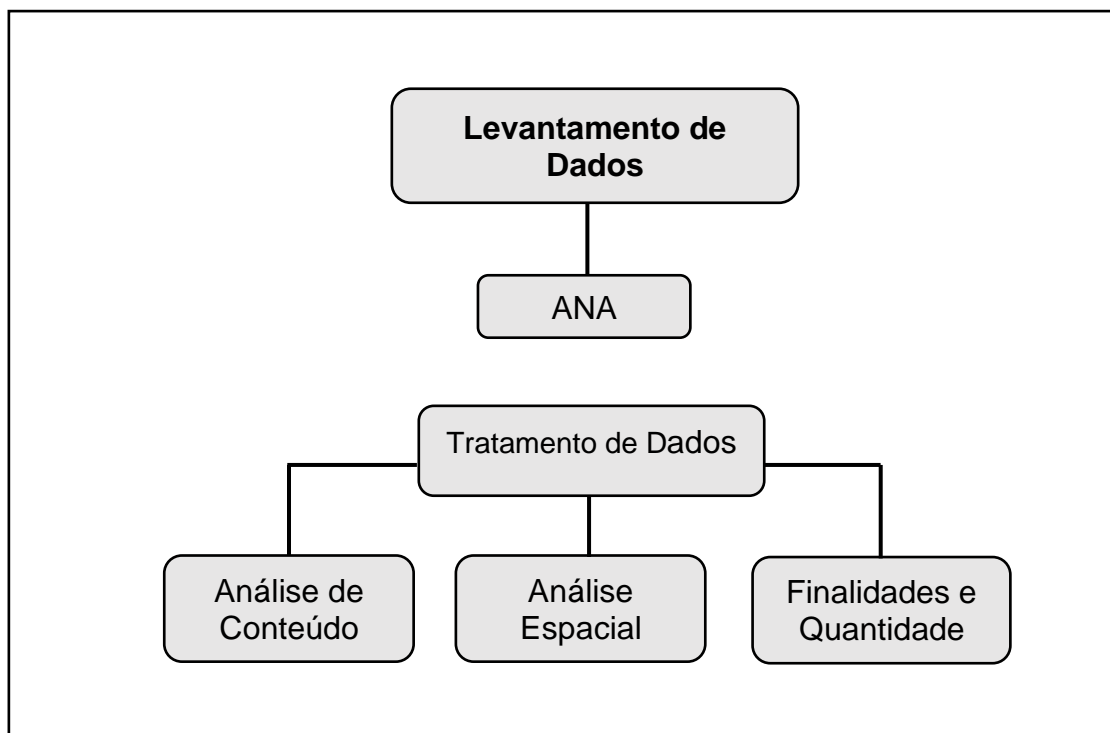 Levantamento de
Dados
ANA
Tratamento de Dados
Análise de
Conteúdo
Análise
Espacial
Finalidades e
Quantidade